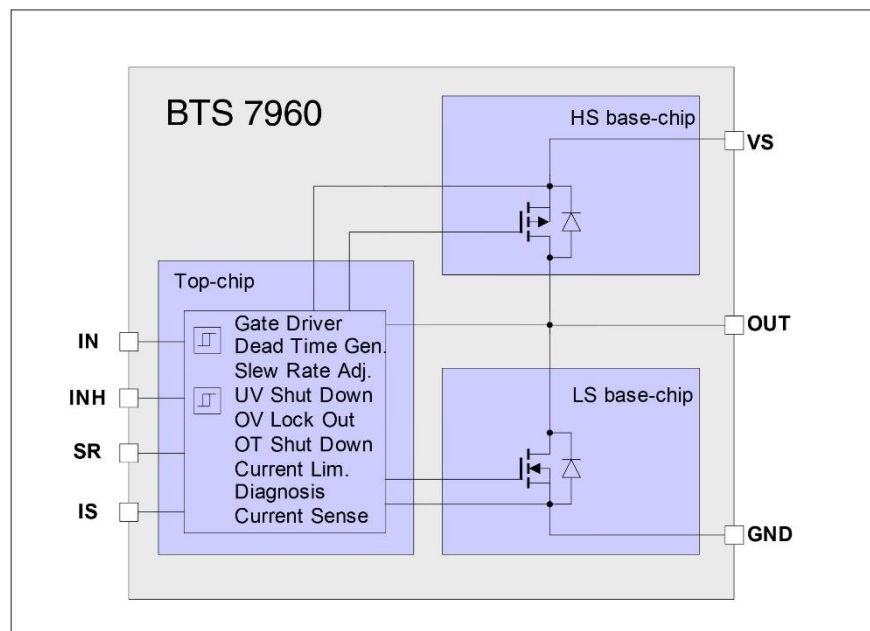 BTS 7960
HS base-chip
VS
Top-chip
Gate Driver
Dead Time Gen.
Slew Rate Adj.
UV Shut Down
OV Lock Out
OT Shut Down
Current Lim.
Diagnosis
Current Sense
IN
INH
SR
IS
OUT
LS base-chip
GND